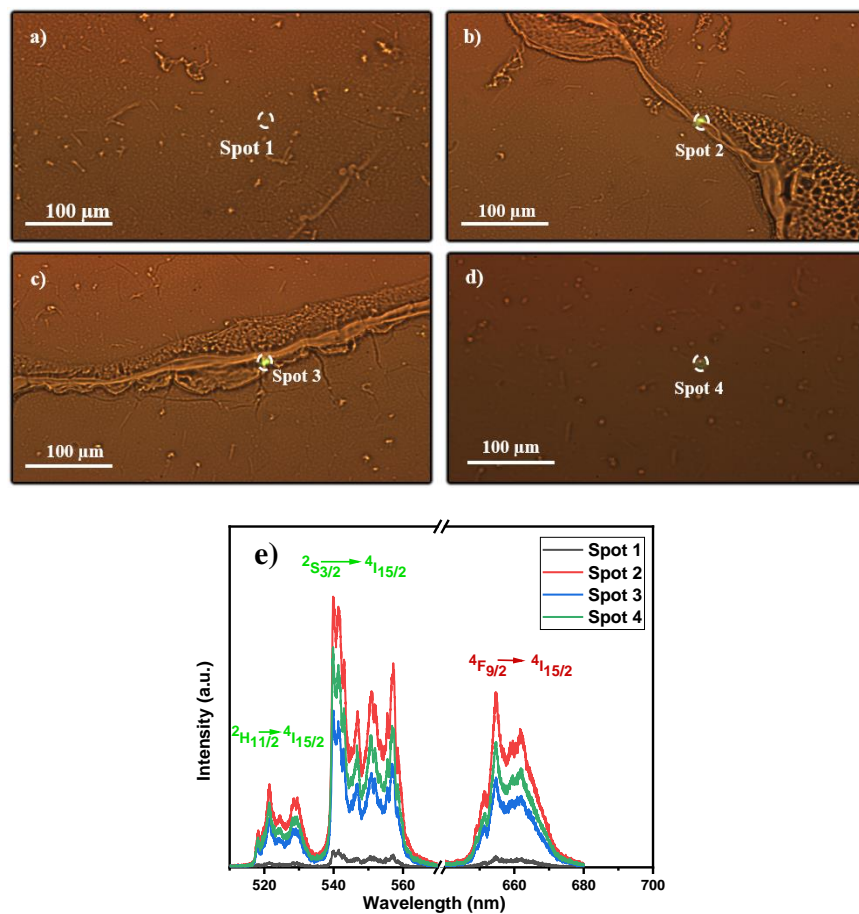 a)
Spot 1
100 µm
b)
Spot 2
100 µm
c)
Spot 3
100 µm
d)
Spot 4
100 µm
e)
²S₃/₂ → ⁴I₁₅/₂
²H₁₁/₂ → ⁴I₁₅/₂
⁴F₉/₂ → ⁴I₁₅/₂
Spot 1
Spot 2
Spot 3
Spot 4
Intensity (a.u.)
520 540 560 660 680 700
Wavelength (nm)